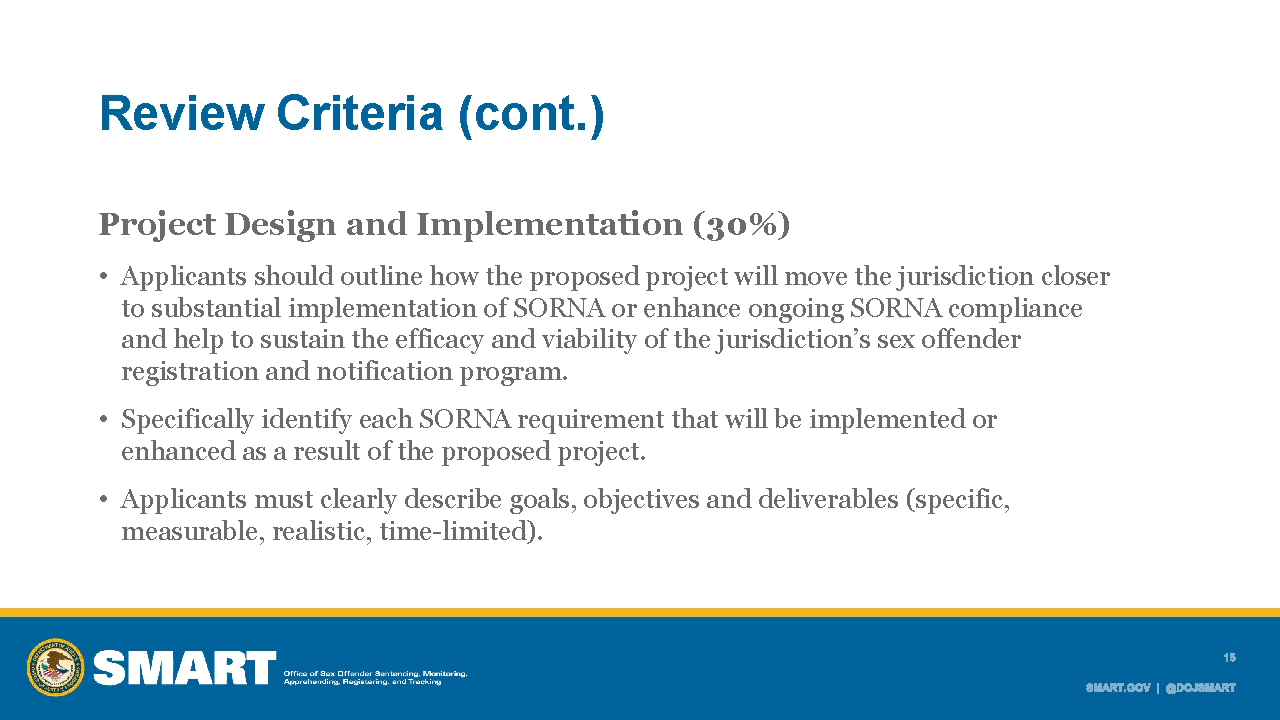 Review Criteria (cont.)
Project Design and Implementation (30%)
• Applicants should outline how the proposed project will move the jurisdiction closer
to substantial implementation of SORNA or enhance ongoing SORNA compliance
and help to sustain the efficacy and viability of the jurisdiction’s sex offender
registration and notification program.
• Specifically identify each SORNA requirement that will be implemented or
enhanced as a result of the proposed project.
• Applicants must clearly describe goals, objectives and deliverables (specific,
measurable, realistic, time-limited).
SMART
Office of Sex Offender Sentencing, Monitoring,
Apprehending, Registering, and Tracking
15
SMART.GOV | @DOJSMART